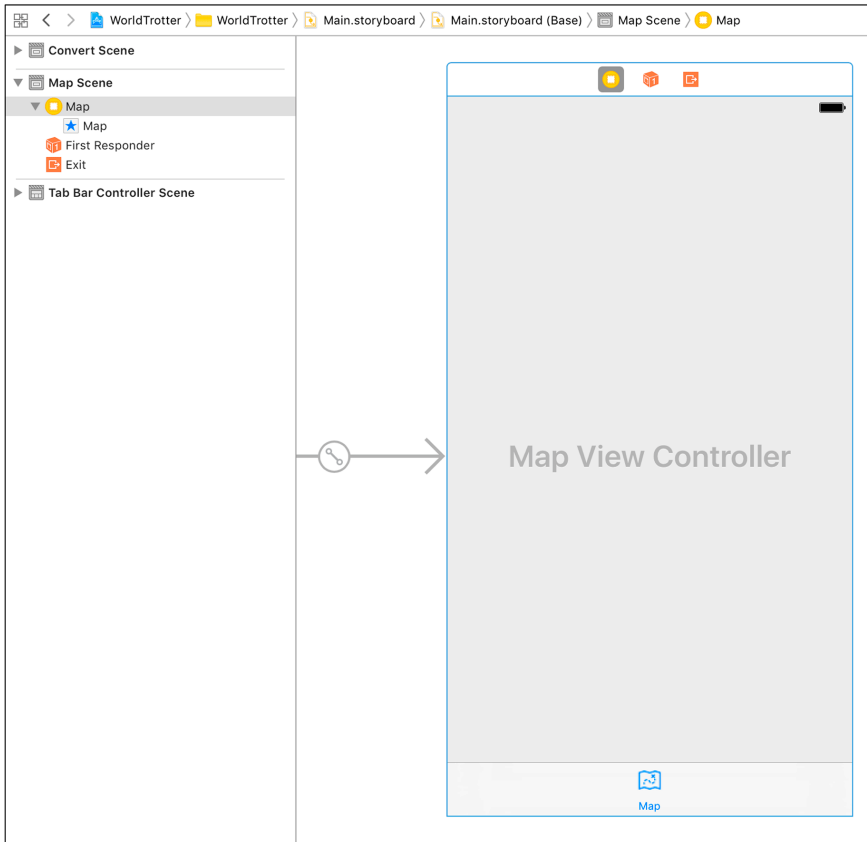 WorldTrotter WorldTrotter Main.storyboard Main.storyboard (Base) Map Scene Map
Convert Scene
Map Scene
Map
Map
First Responder
Exit
Tab Bar Controller Scene
Map View Controller
Map